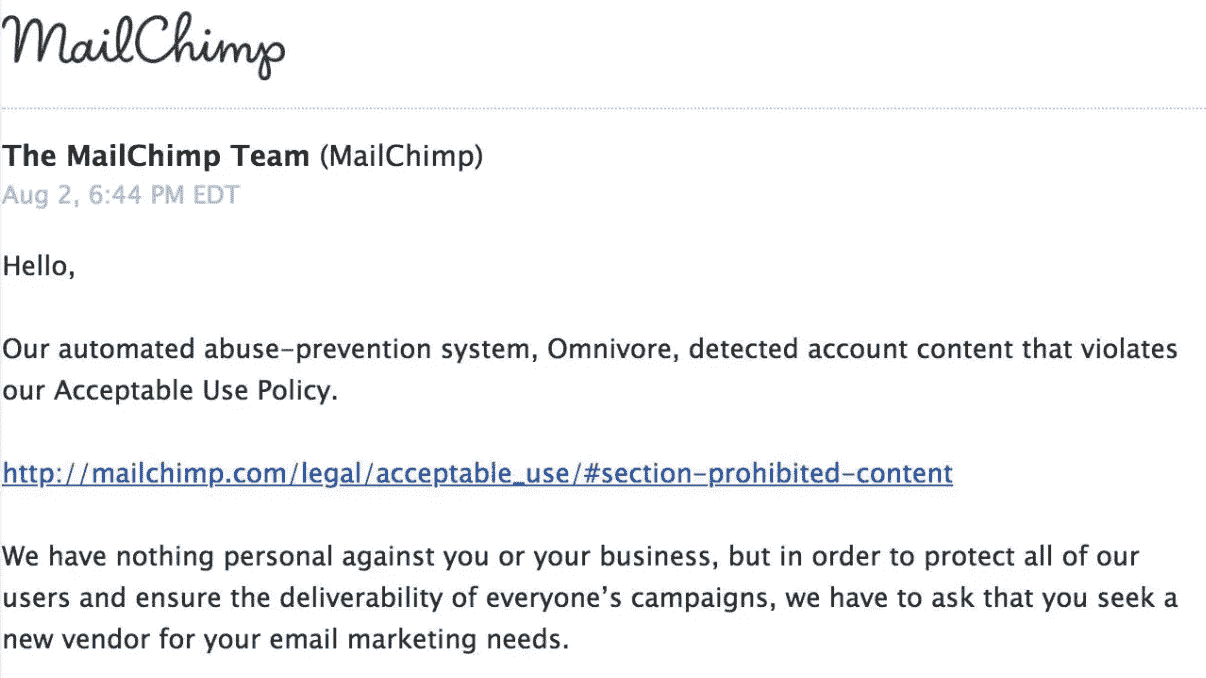 MailChimp
The MailChimp Team (MailChimp)
Aug 2, 6:44 PM EDT
Hello,
Our automated abuse-prevention system, Omnivore, detected account content that violates
our Acceptable Use Policy.
http://mailchimp.com/legal/acceptable_use/#section-prohibited-content
We have nothing personal against you or your business, but in order to protect all of our
users and ensure the deliverability of everyone’s campaigns, we have to ask that you seek a
new vendor for your email marketing needs.